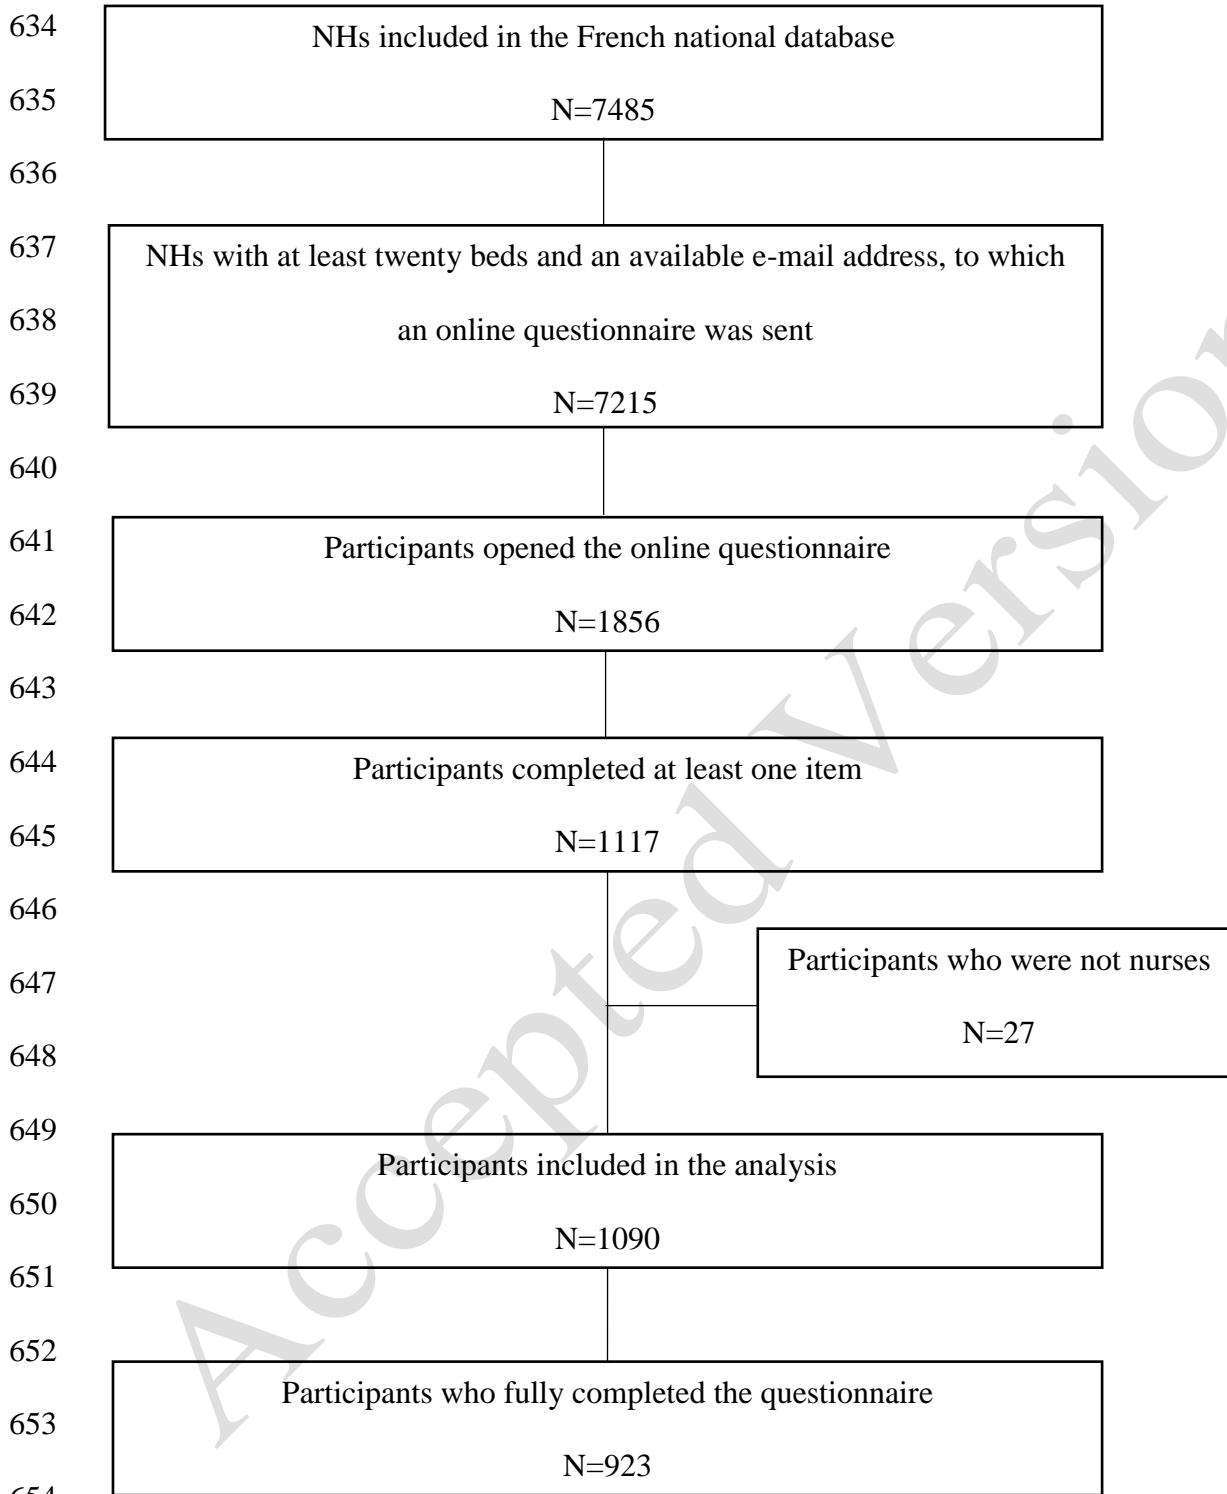 634
NHs included in the French national database
635
N=7485
636
637
NHs with at least twenty beds and an available e-mail address, to which
638
an online questionnaire was sent
639
N=7215
640
641
Participants opened the online questionnaire
642
N=1856
643
644
Participants completed at least one item
645
N=1117
646
647
Participants who were not nurses
N=27
648
649
Participants included in the analysis
650
N=1090
651
652
Participants who fully completed the questionnaire
653
N=923
654
Accepted Version